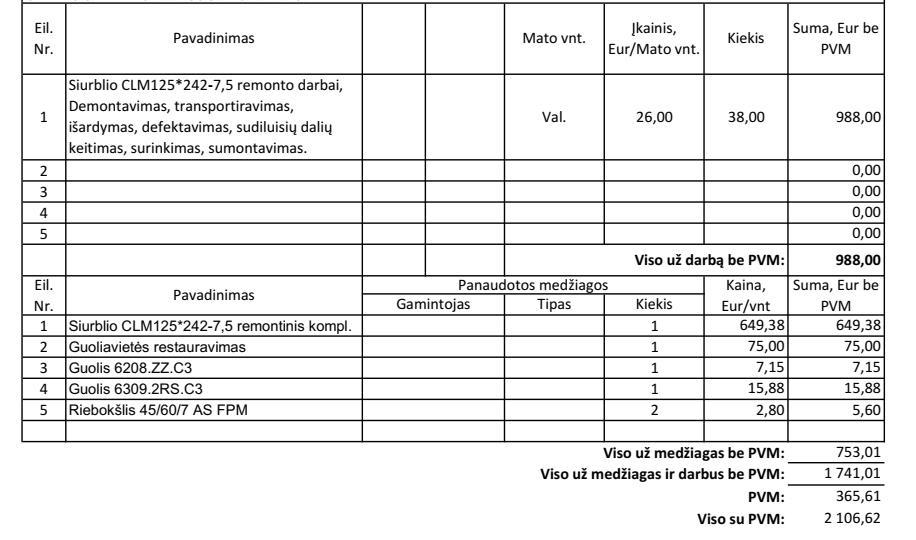 Eil. Nr. Pavadinimas Mato vnt. Įkainis, Eur/Mato vnt. Kiekis Suma, Eur be PVM
1 Siurblio CLM125*242-7,5 remonto darbai,
Demontavimas, transportiravimas,
išardymas, defektavimas, sudiluisių dalių
keitimas, surinkimas, sumontavimas. Val. 26,00 38,00 988,00
2 0,00
3 0,00
4 0,00
5 0,00
Viso už darbą be PVM: 988,00
Eil. Nr. Pavadinimas Panaudotos medžiagos Kaina, Eur/vnt Suma, Eur be PVM
Gamintojas Tipas Kiekis
1 Siurblio CLM125*242-7,5 remontinis kompl. 1 649,38 649,38
2 Guoliavietės restauravimas 1 75,00 75,00
3 Guolis 6208.ZZ.C3 1 7,15 7,15
4 Guolis 6309.2RS.C3 1 15,88 15,88
5 Riebokšlis 45/60/7 AS FPM 2 2,80 5,60
Viso už medžiagas be PVM: 753,01
Viso už medžiagas ir darbus be PVM: 1 741,01
PVM: 365,61
Viso su PVM: 2 106,62